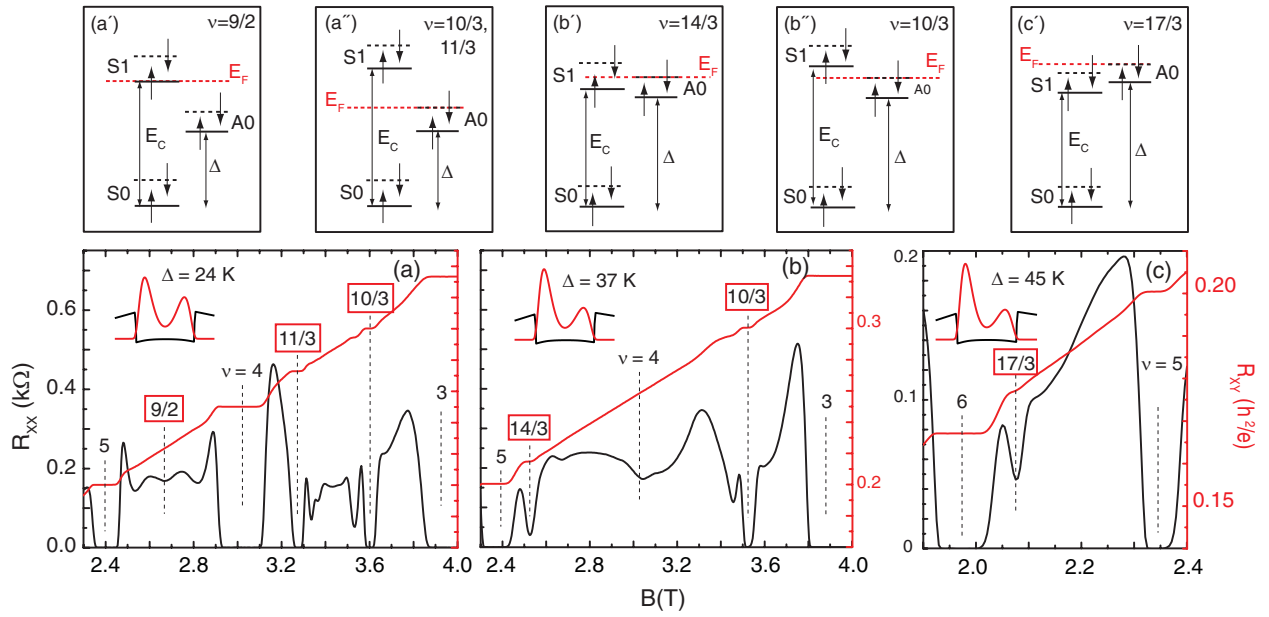 (a′) ν=9/2
S1
E_F
A0
E_C
Δ
S0
(a″) ν=10/3,
11/3
S1
E_F
A0
E_C
Δ
S0
(b′) ν=14/3
S1
E_F
A0
E_C
Δ
S0
(b″) ν=10/3
S1
E_F
A0
E_C
Δ
S0
(c′) ν=17/3
E_F
S1
A0
E_C
Δ
S0
(a)
Δ = 24 K
10/3
11/3
ν = 4
9/2
5
3
R_XX (kΩ)
0.6
0.4
0.2
0.0
2.4 2.8 3.2 3.6 4.0
(b)
Δ = 37 K
10/3
ν = 4
14/3
5
3
0.3
0.2
2.4 2.8 3.2 3.6 4.0
B(T)
(c)
Δ = 45 K
17/3
ν = 5
6
0.2
0.1
0
0.20
0.15
R_XY (h²/e)
2.0 2.2 2.4